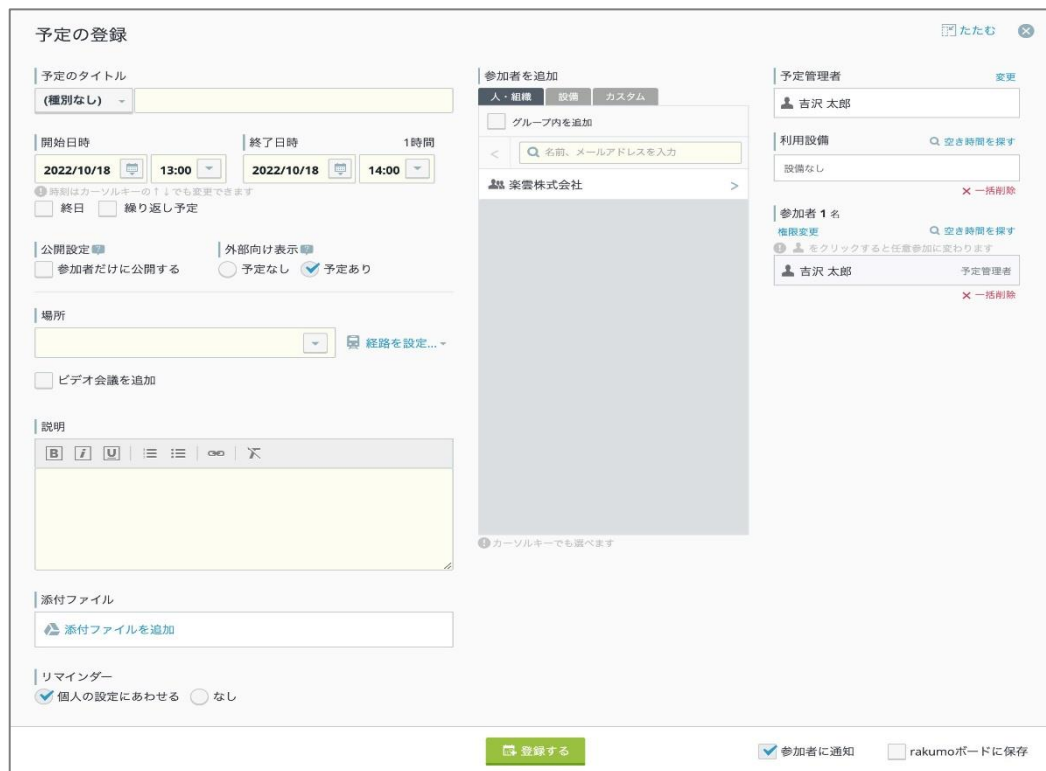 予定の登録
たたむ
予定のタイトル
(種別なし)
開始日時
終了日時
1時間
2022/10/18
13:00
2022/10/18
14:00
時刻はカーソルキーの↑↓でも変更できます
終日
繰り返し予定
公開設定
外部向け表示
参加者だけに公開する
予定なし
予定あり
場所
経路を設定...
ビデオ会議を追加
説明
B i U
添付ファイル
添付ファイルを追加
リマインダー
個人の設定にあわせる
なし
参加者を追加
人・組織
設備
カスタム
グループ内を追加
名前、メールアドレスを入力
楽雲株式会社
カーソルキーでも選べます
予定管理者
変更
吉沢 太郎
利用設備
空き時間を探す
設備なし
一括削除
参加者 1 名
権限変更
空き時間を探す
をクリックすると任意参加に変わります
吉沢 太郎
予定管理者
一括削除
登録する
参加者に通知
rakumoボードに保存